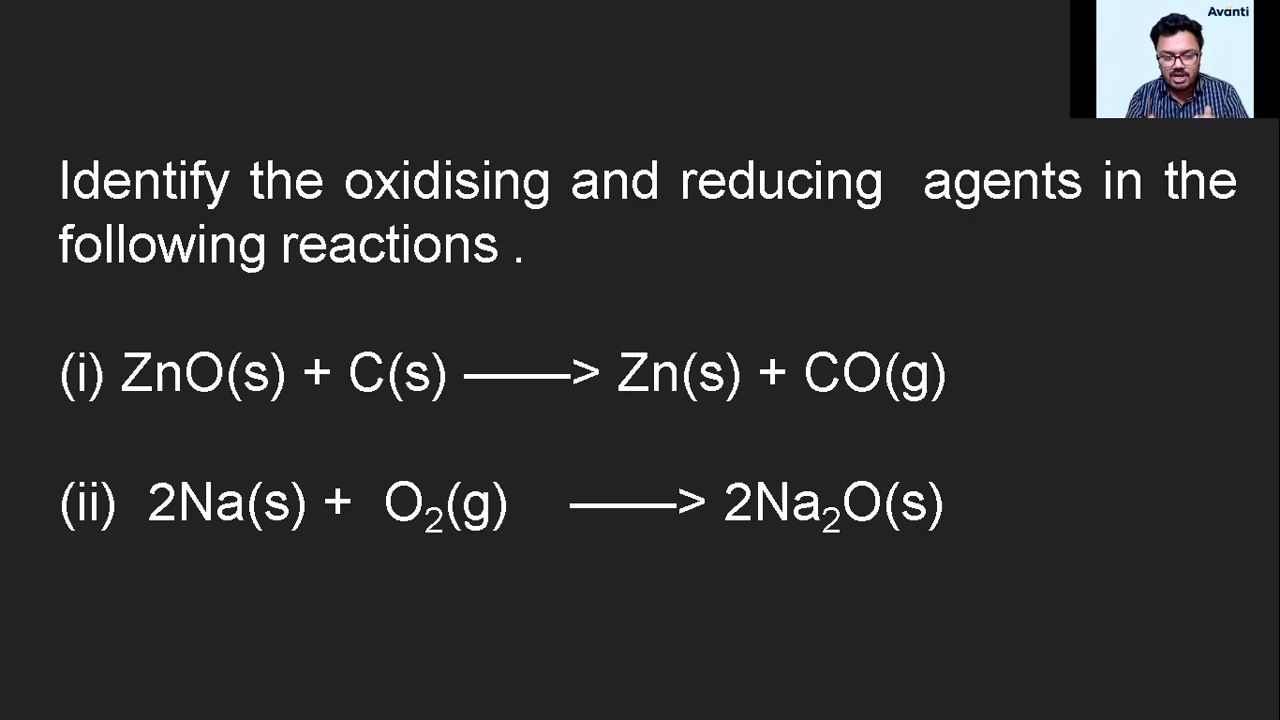 Avanti
Identify the oxidising and reducing agents in the
following reactions .
(i) ZnO(s) + C(s) ——> Zn(s) + CO(g)
(ii) 2Na(s) + O₂(g) ——> 2Na₂O(s)